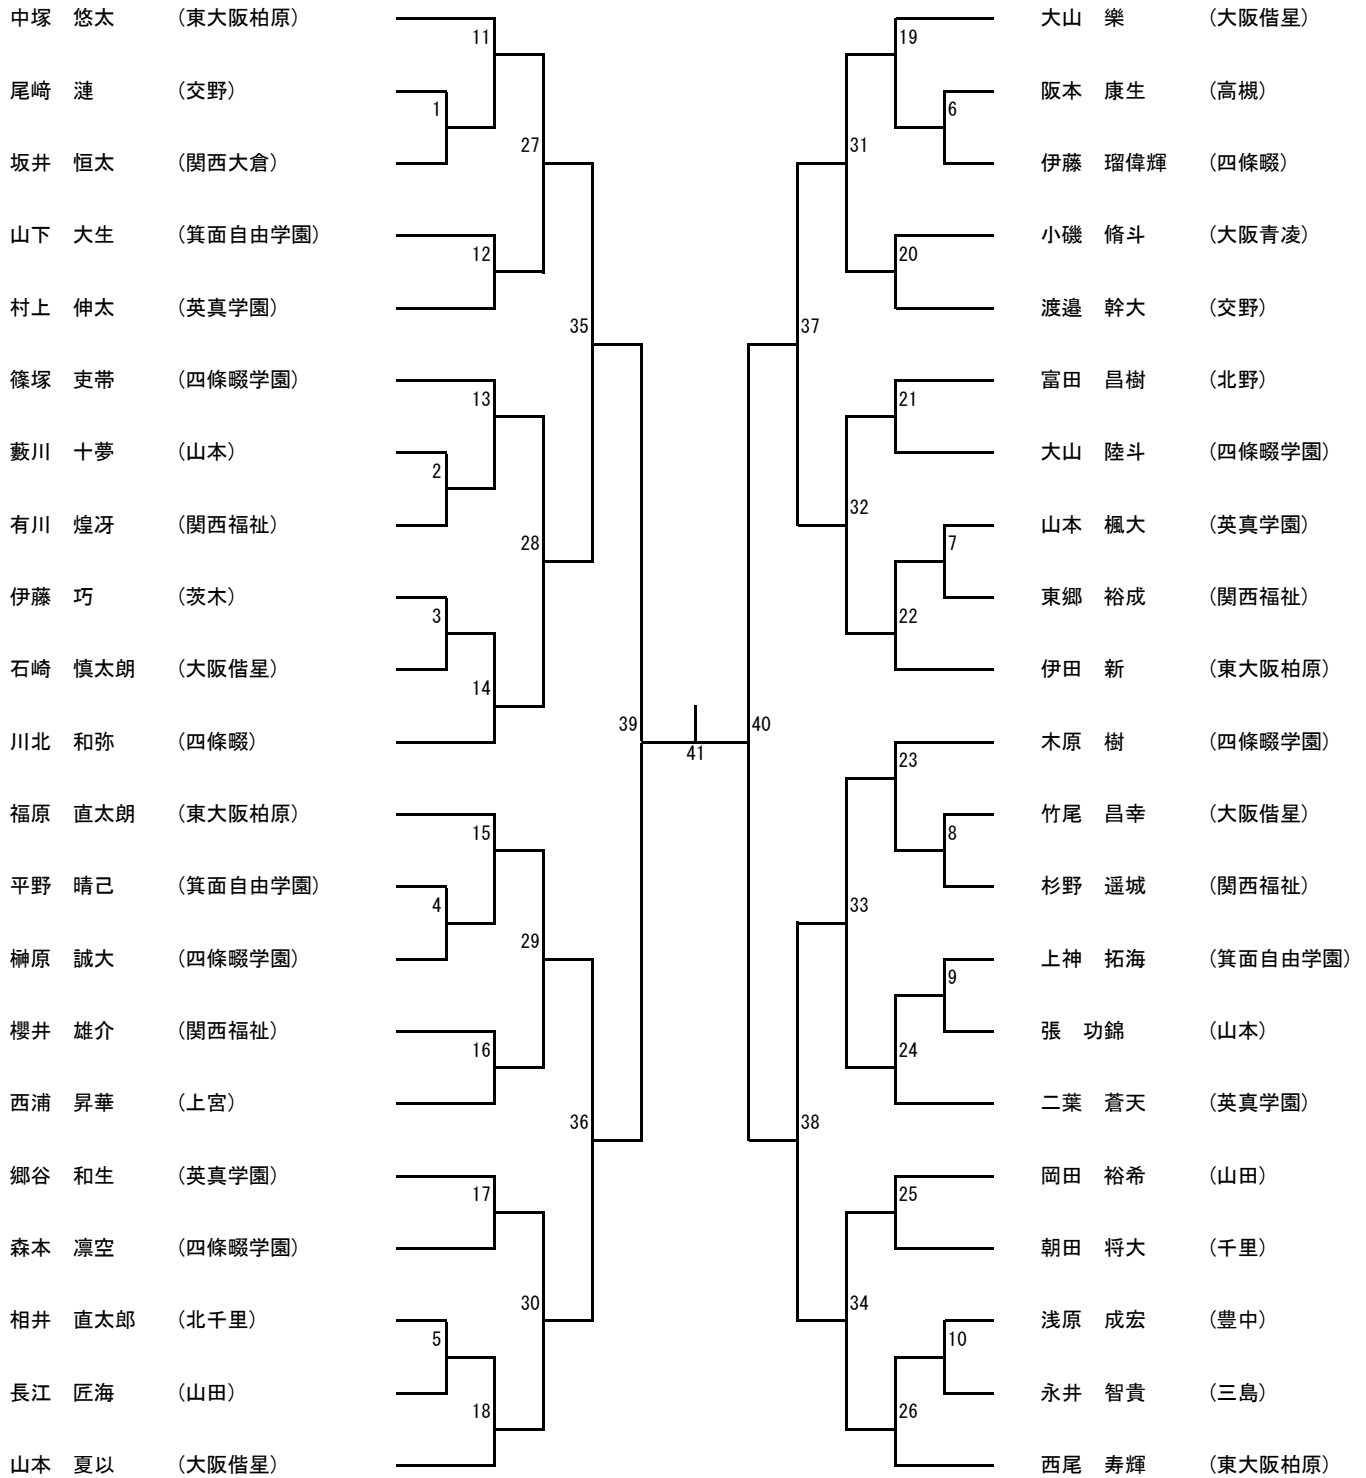 中塚　悠太　（東大阪柏原）
尾﨑　漣　（交野）
坂井　恒太　（関西大倉）
山下　大生　（箕面自由学園）
村上　伸太　（英真学園）
篠塚　吏帯　（四條畷学園）
藪川　十夢　（山本）
有川　煌冴　（関西福祉）
伊藤　巧　（茨木）
石崎　慎太朗　（大阪偕星）
川北　和弥　（四條畷）
福原　直太朗　（東大阪柏原）
平野　晴己　（箕面自由学園）
榊原　誠大　（四條畷学園）
櫻井　雄介　（関西福祉）
西浦　昇華　（上宮）
郷谷　和生　（英真学園）
森本　凛空　（四條畷学園）
相井　直太郎　（北千里）
長江　匠海　（山田）
山本　夏以　（大阪偕星）
1
2
3
4
5
11
12
13
14
15
16
17
18
27
28
29
30
35
36
39
41
40
37
38
31
32
33
34
19
20
21
22
23
24
25
26
6
7
8
9
10
大山　樂　（大阪偕星）
阪本　康生　（高槻）
伊藤　瑠偉輝　（四條畷）
小磯　脩斗　（大阪青凌）
渡邉　幹大　（交野）
富田　昌樹　（北野）
大山　陸斗　（四條畷学園）
山本　楓大　（英真学園）
東郷　裕成　（関西福祉）
伊田　新　（東大阪柏原）
木原　樹　（四條畷学園）
竹尾　昌幸　（大阪偕星）
杉野　遥城　（関西福祉）
上神　拓海　（箕面自由学園）
張　功錦　（山本）
二葉　蒼天　（英真学園）
岡田　裕希　（山田）
朝田　将大　（千里）
浅原　成宏　（豊中）
永井　智貴　（三島）
西尾　寿輝　（東大阪柏原）